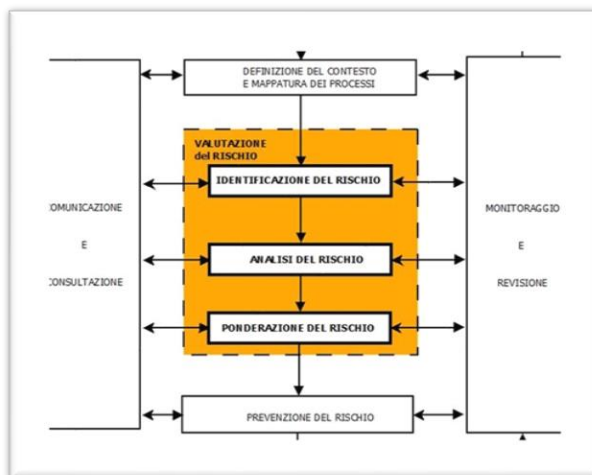 DEFINIZIONE DEL CONTESTO
E MAPPATURA DEI PROCESSI
VALUTAZIONE
del RISCHIO
IDENTIFICAZIONE DEL RISCHIO
OMUNICAZIONE
E
ONSULTAZIONE
ANALISI DEL RISCHIO
PONDERAZIONE DEL RISCHIO
MONITORAGGIO
E
REVISIONE
PREVENZIONE DEL RISCHIO